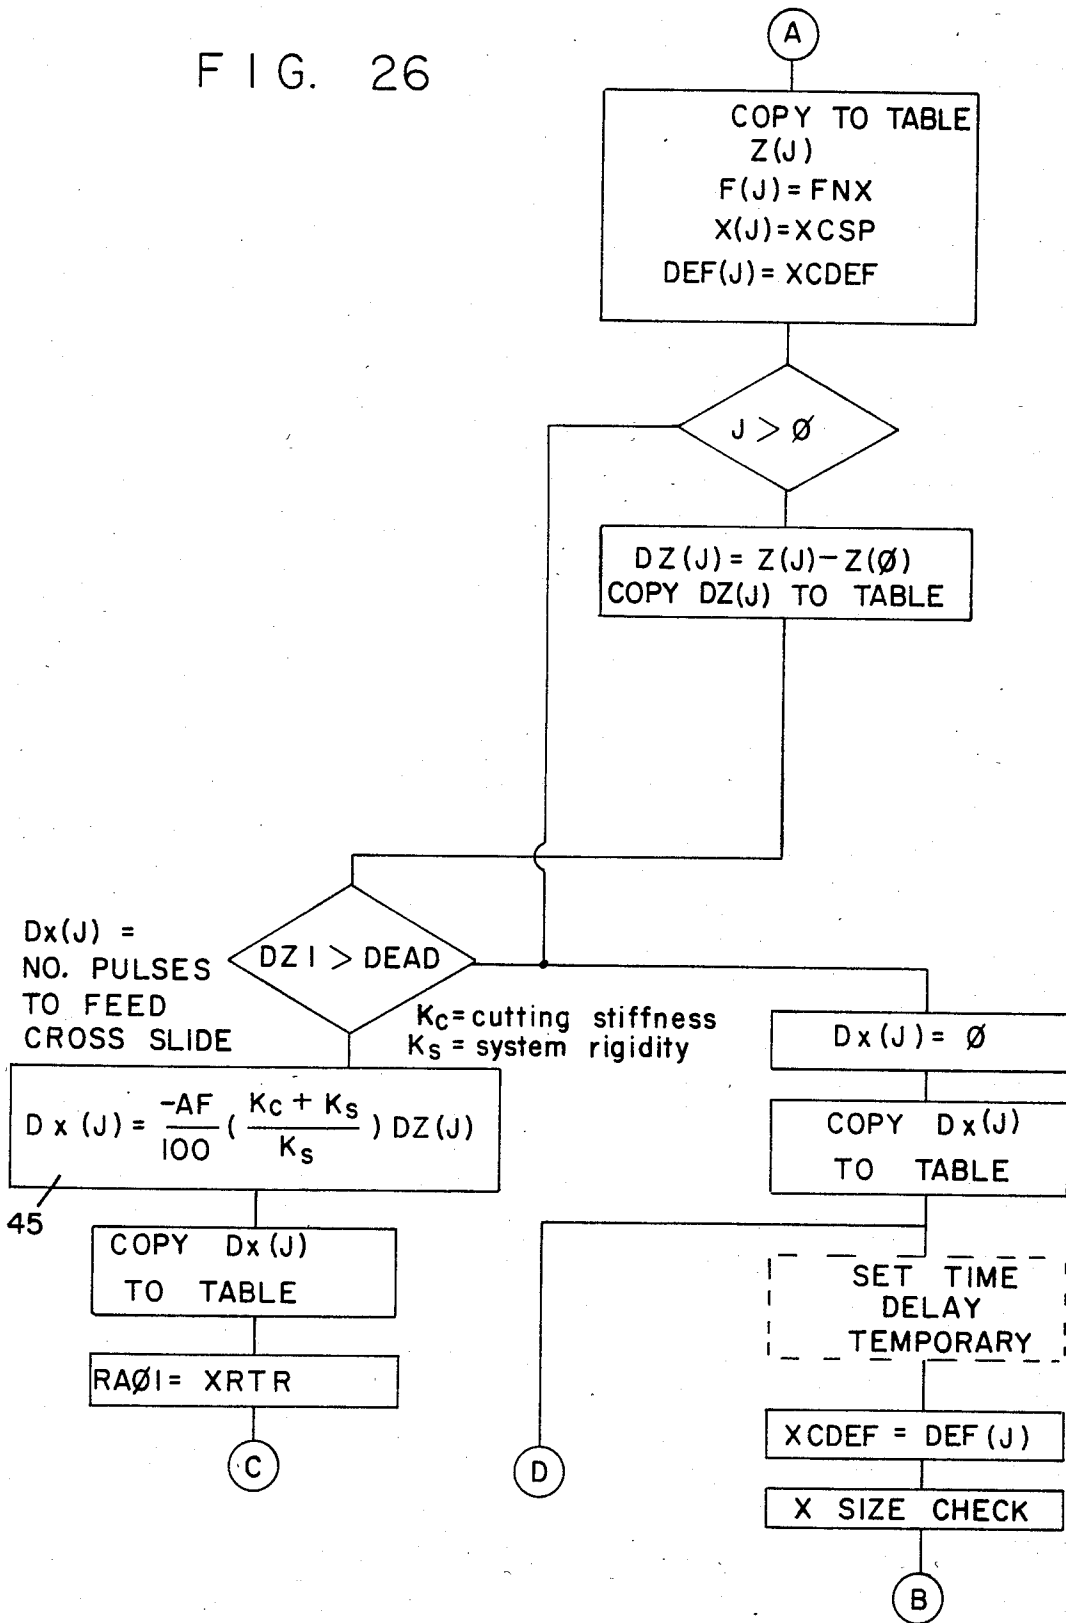 FIG. 26
A
COPY TO TABLE
Z(J)
F(J)=FNX
X(J)=XCSP
DEF(J)=XCDEF
J > Ø
DZ(J)=Z(J)-Z(Ø)
COPY DZ(J) TO TABLE
Dx(J) =
NO. PULSES
TO FEED
CROSS SLIDE
DZ1 > DEAD
Kc=cutting stiffness
Ks=system rigidity
Dx(J)= -AF/100 ( Kc + Ks / Ks ) DZ(J)
45
COPY Dx(J)
TO TABLE
RAØ1= XRTR
C
Dx(J)= Ø
COPY Dx(J)
TO TABLE
SET TIME
DELAY
TEMPORARY
D
XCDEF = DEF(J)
X SIZE CHECK
B